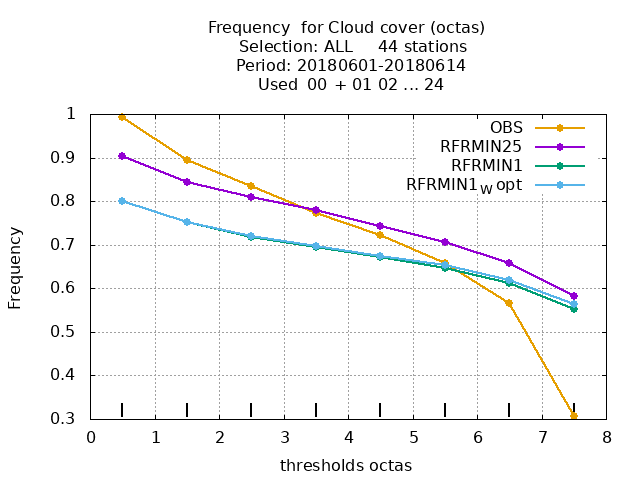 Frequency  for Cloud cover (octas)
Selection: ALL     44 stations
Period: 20180601-20180614
Used  00  + 01 02 ... 24
OBS
RFRMIN25
RFRMIN1
RFRMIN1W opt
1
0.9
0.8
0.7
0.6
0.5
0.4
0.3
Frequency
0 1 2 3 4 5 6 7 8
thresholds octas